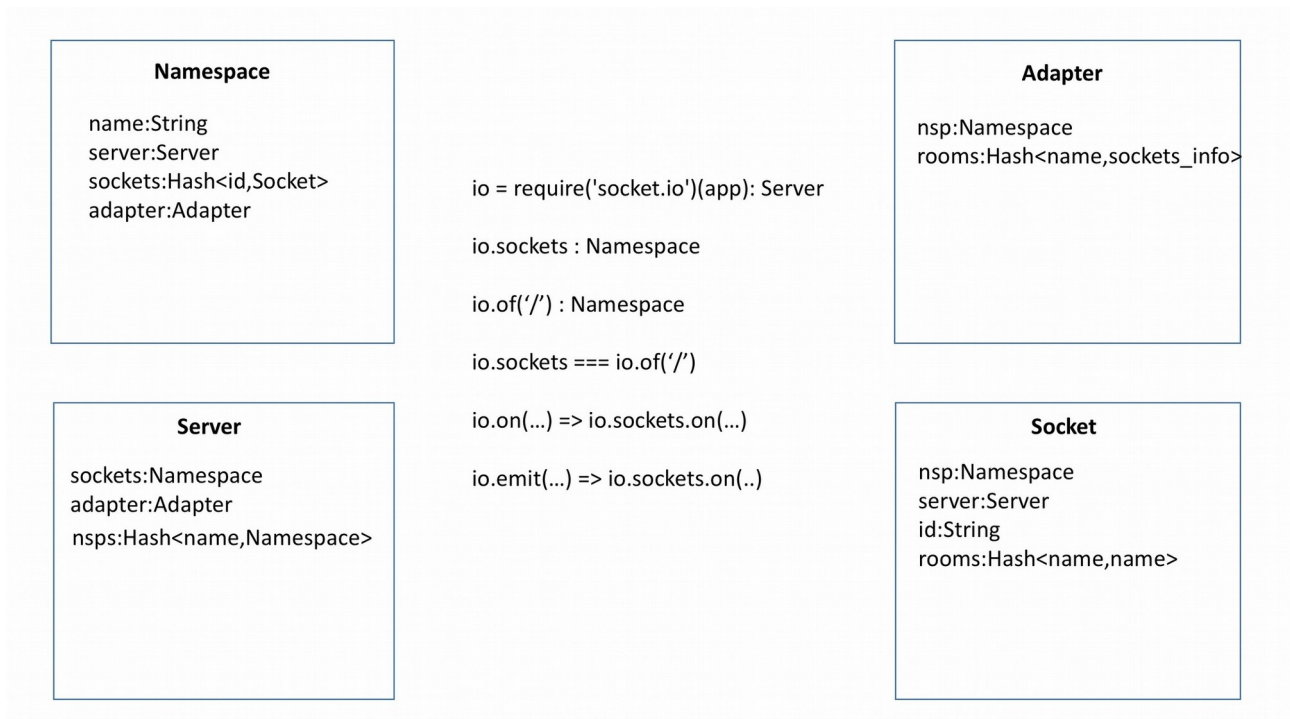 Namespace
name:String
server:Server
sockets:Hash<id,Socket>
adapter:Adapter
Server
sockets:Namespace
adapter:Adapter
nsps:Hash<name,Namespace>
io = require('socket.io')(app): Server
io.sockets : Namespace
io.of(‘/’) : Namespace
io.sockets === io.of(‘/’)
io.on(…) => io.sockets.on(…)
io.emit(…) => io.sockets.on(..)
Adapter
nsp:Namespace
rooms:Hash<name,sockets_info>
Socket
nsp:Namespace
server:Server
id:String
rooms:Hash<name,name>